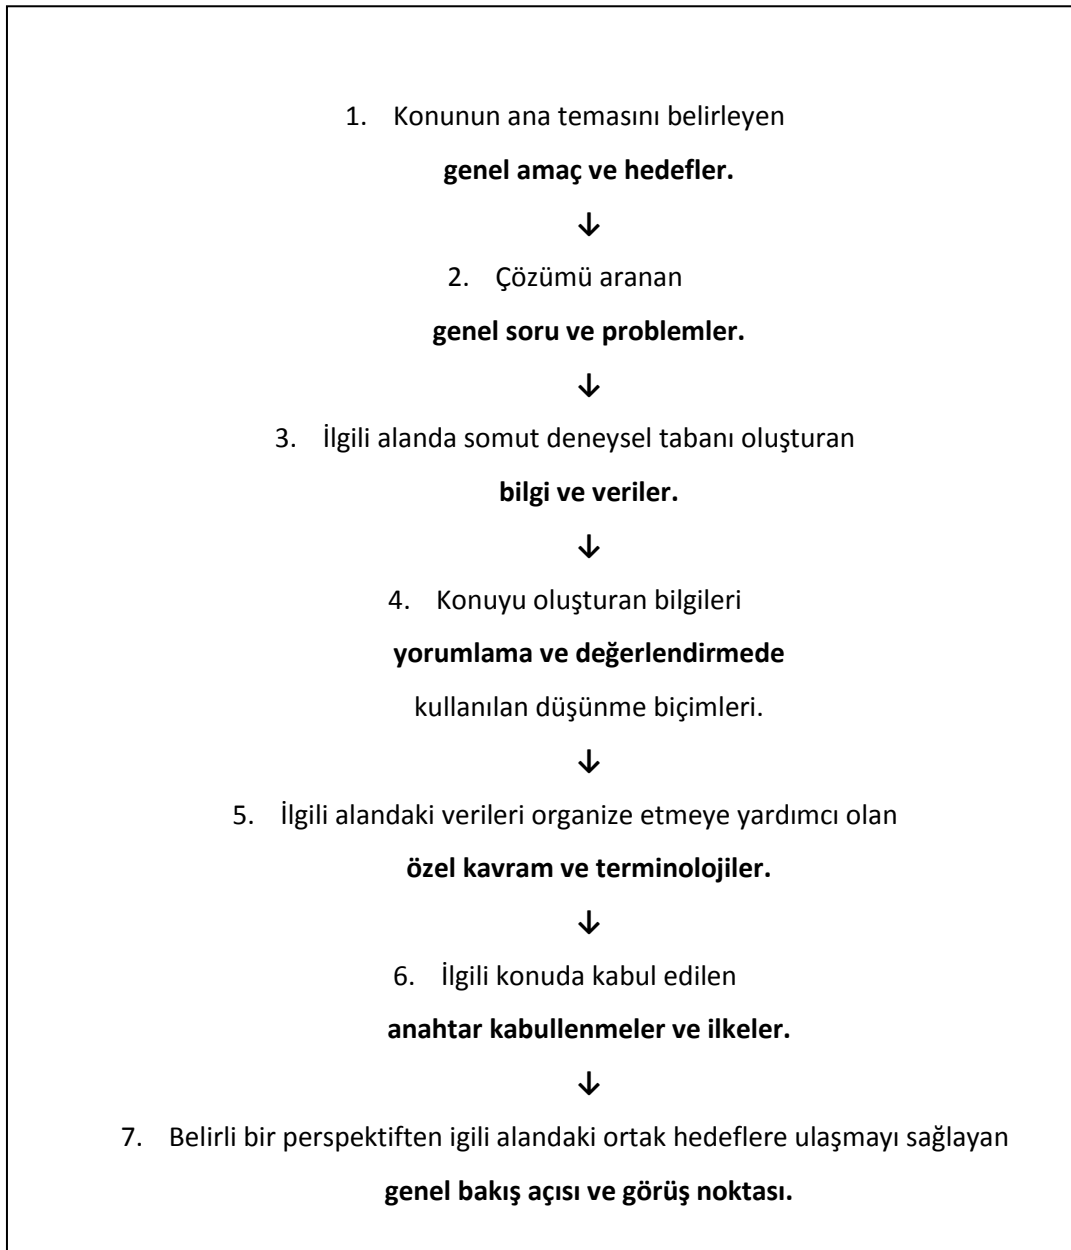 1. Konunun ana temasını belirleyen
genel amaç ve hedefler.
↓
2. Çözümü aranan
genel soru ve problemler.
↓
3. İlgili alanda somut deneysel tabanı oluşturan
bilgi ve veriler.
↓
4. Konuyu oluşturan bilgileri
yorumlama ve değerlendirmede
kullanılan düşünme biçimleri.
↓
5. İlgili alandaki verileri organize etmeye yardımcı olan
özel kavram ve terminolojiler.
↓
6. İlgili konuda kabul edilen
anahtar kabullenmeler ve ilkeler.
↓
7. Belirli bir perspektiften igili alandaki ortak hedeflere ulaşmayı sağlayan
genel bakış açısı ve görüş noktası.